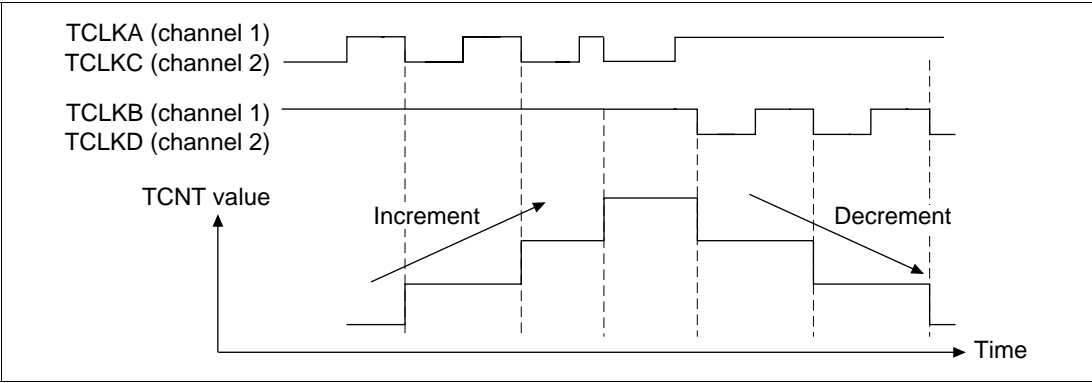 TCLKA (channel 1)
TCLKC (channel 2)
TCLKB (channel 1)
TCLKD (channel 2)
TCNT value
Increment
Decrement
Time